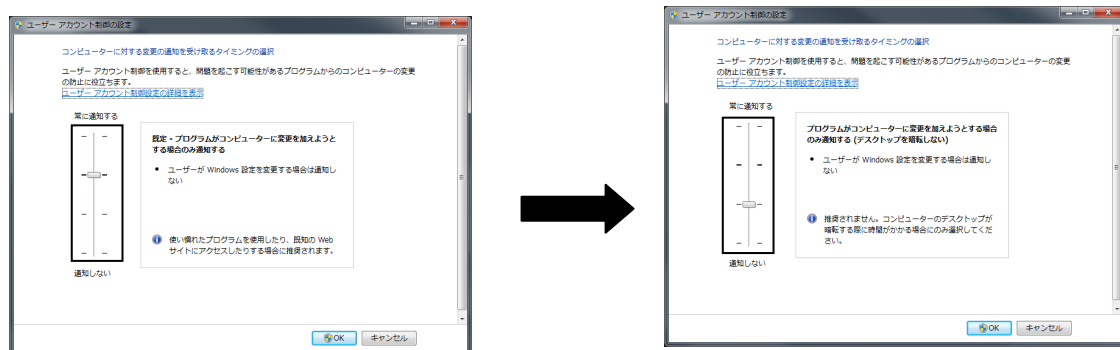 ユーザー アカウント制御の設定
コンピューターに対する変更の通知を受け取るタイミングの選択
ユーザー アカウント制御を使用すると、問題を起こす可能性があるプログラムからのコンピューターの変更
の防止に役立ちます。
ユーザー アカウント制御設定の詳細を表示
常に通知する
既定 - プログラムがコンピューターに変更を加えようと
する場合のみ通知する
• ユーザーが Windows 設定を変更する場合は通知し
ない
使い慣れたプログラムを使用したり、既知の Web
サイトにアクセスしたりする場合に推奨されます。
通知しない
OK
キャンセル
ユーザー アカウント制御の設定
コンピューターに対する変更の通知を受け取るタイミングの選択
ユーザー アカウント制御を使用すると、問題を起こす可能性があるプログラムからのコンピューターの変更
の防止に役立ちます。
ユーザー アカウント制御設定の詳細を表示
常に通知する
プログラムがコンピューターに変更を加えようとする場合
のみ通知する (デスクトップを暗転しない)
• ユーザーが Windows 設定を変更する場合は通知し
ない
推奨されません。コンピューターのデスクトップが
暗転する際に時間がかかる場合にのみ選択してくだ
さい。
通知しない
OK
キャンセル